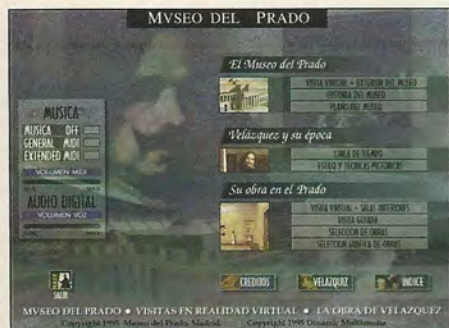 MVSEO DEL PRADO
El Museo del Prado
VISITA VIRTUAL - EXTERIOR DEL MUSEO
HISTORIA DEL MUSEO
PLANO DEL MUSEO
Velázquez y su época
LINEA DE TIEMPO
ESTILO Y TECNICAS PICTORICAS
Su obra en el Prado
VISITA VIRTUAL - SALAS INTERIORES
VISITA GUIADA
SELECCION DE OBRAS
SELECCION GRAFICA DE OBRAS
MUSICA
MUSICA OFF
GENERAL MIDI
EXTENDED MIDI
VOLUMEN MIDI
MIN. MAX
AUDIO DIGITAL
VOLUMEN VOZ
MIN. MAX
SALIR
CREDITOS
VELAZQUEZ
INDICE
MVSEO DEL PRADO • VISITAS EN REALIDAD VIRTUAL • LA OBRA DE VELAZQUEZ
Copyright 1995 Museo del Prado, Madrid Copyright 1995 Multimedia